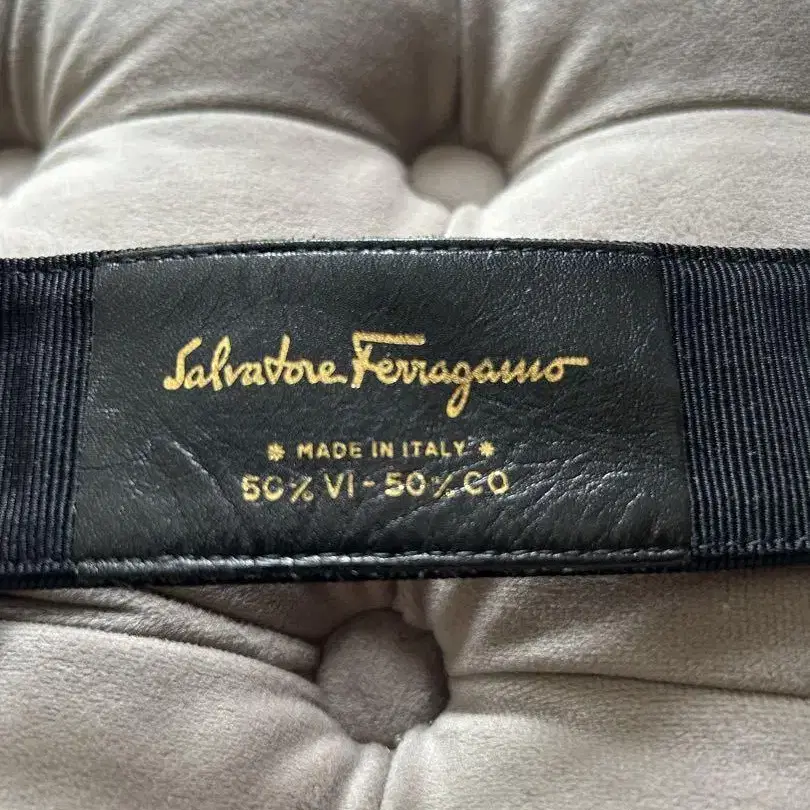 Salvatore Ferragamo
* MADE IN ITALY *
50% VI - 50% CO